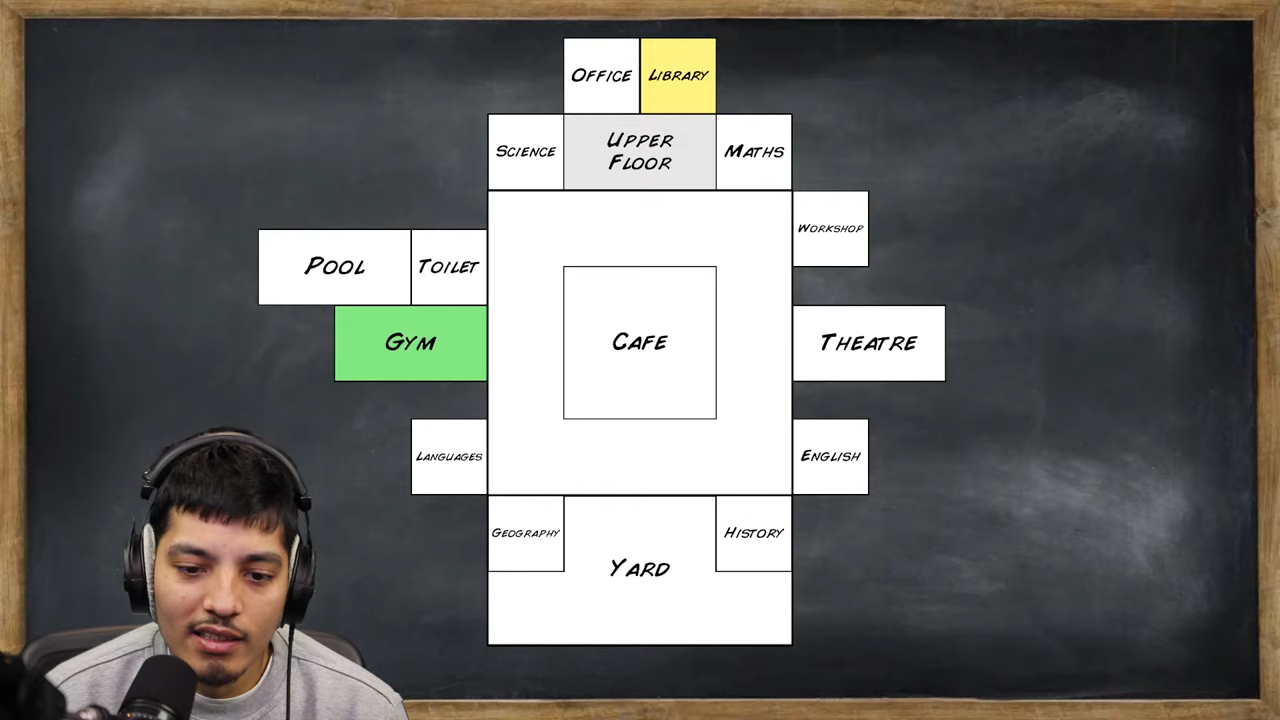 Office
Library
Science
Upper
Floor
Maths
Workshop
Pool
Toilet
Gym
Cafe
Theatre
Languages
English
Geography
History
Yard